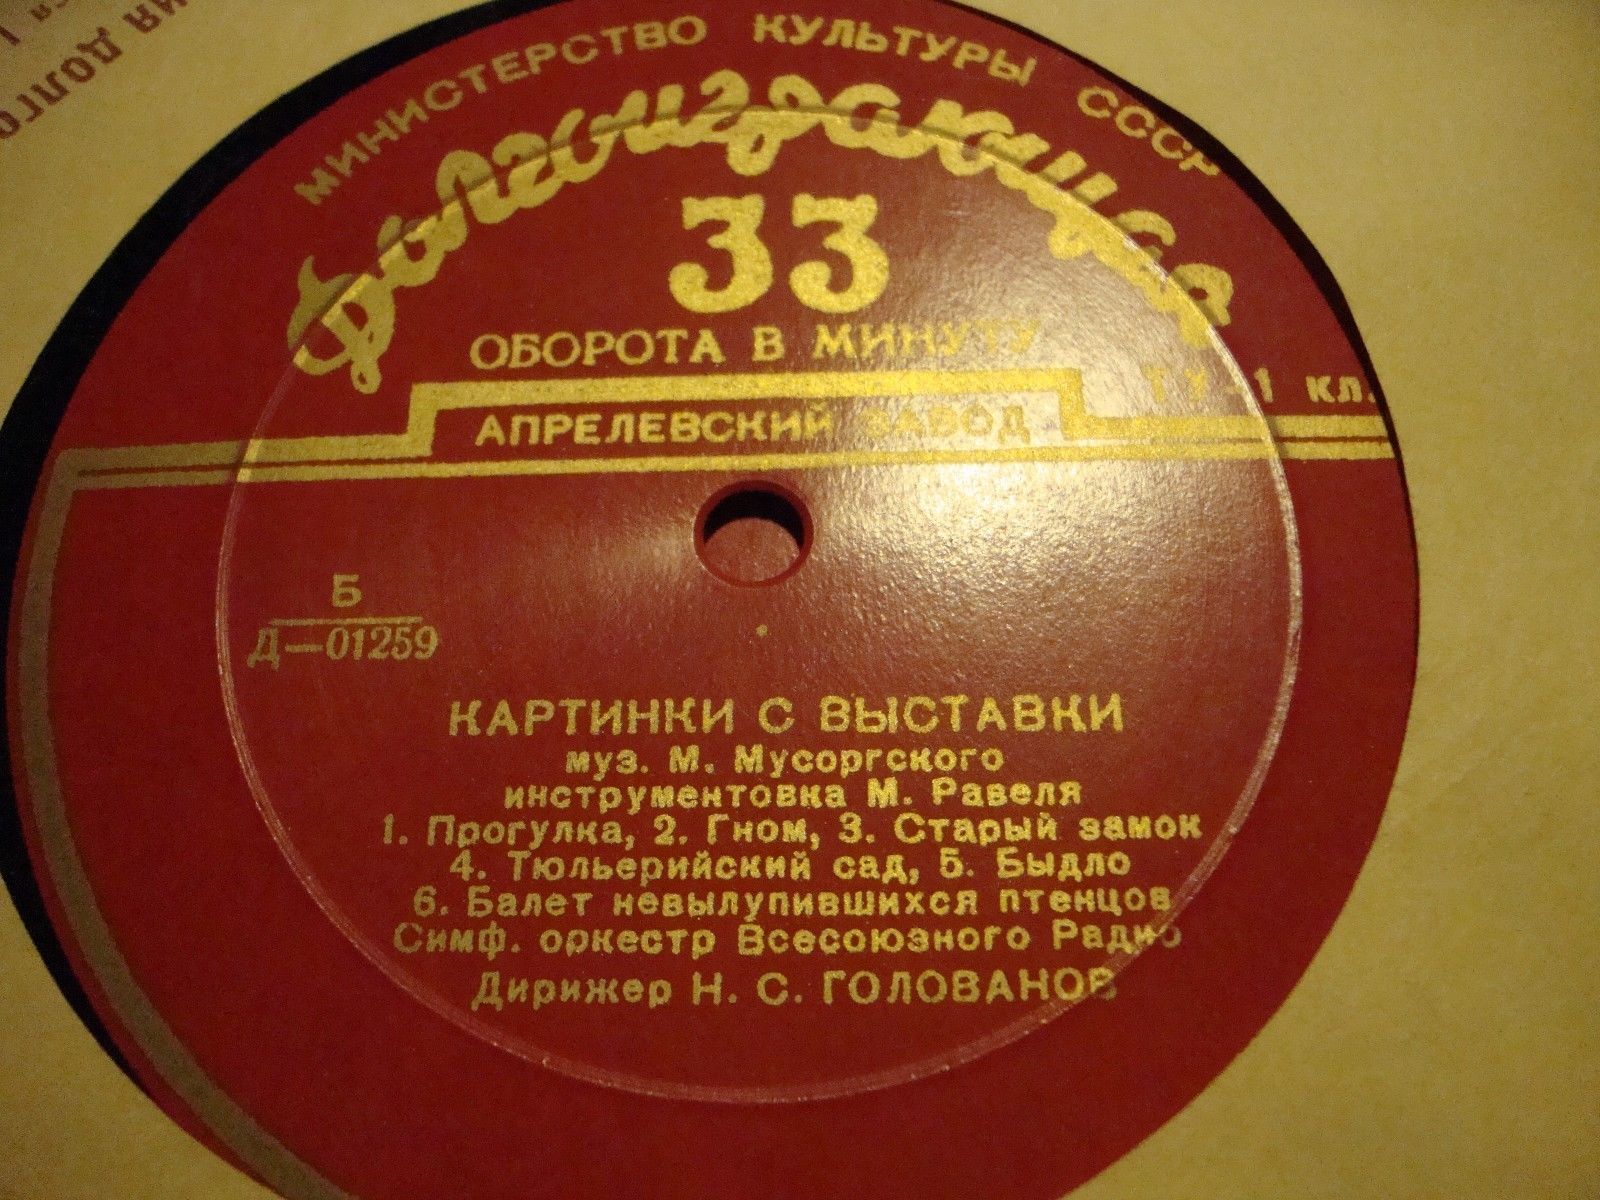 МИНИСТЕРСТВО КУЛЬТУРЫ СССР
Долгоиграющая
33
ОБОРОТА В МИНУТУ
ТУ-1 кл.
АПРЕЛЕВСКИЙ ЗАВОД
Б
Д—01259
КАРТИНКИ С ВЫСТАВКИ
муз. М. Мусоргского
инструментовка М. Равеля
1. Прогулка, 2. Гном, 3. Старый замок
4. Тюльерийский сад, 5. Быдло
6. Балет невылупившихся птенцов
Симф. оркестр Всесоюзного Радио
Дирижер Н. С. ГОЛОВАНОВ